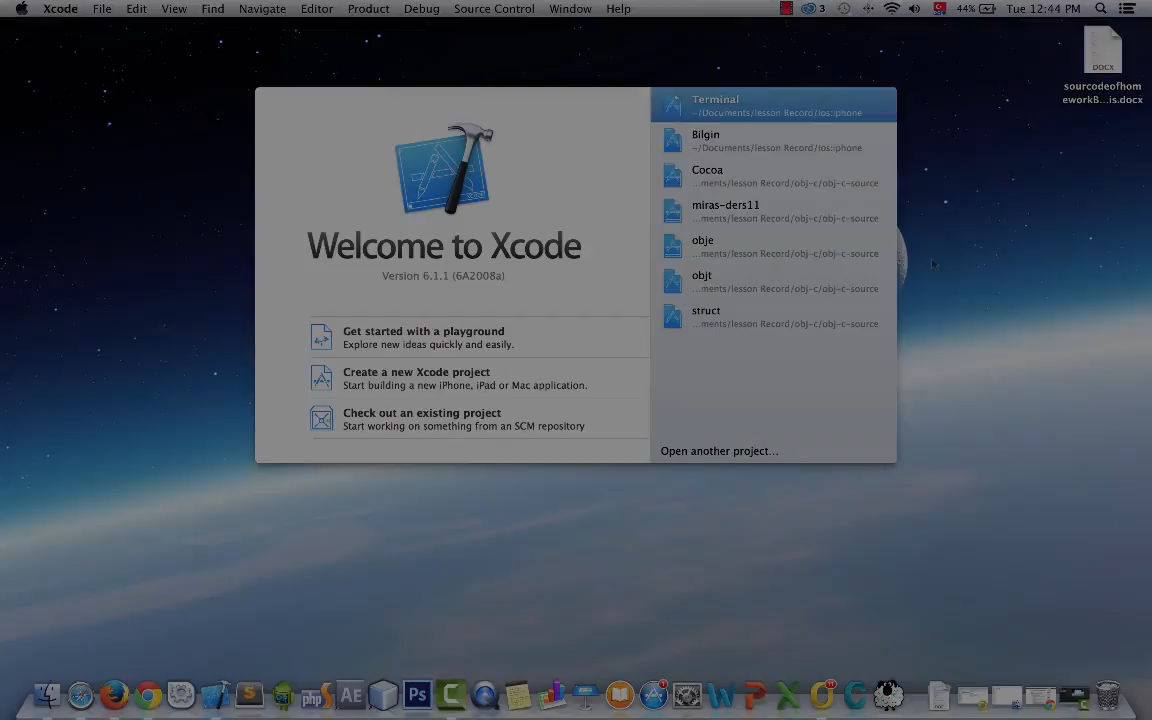 Xcode File Edit View Find Navigate Editor Product Debug Source Control Window Help 3 44% Tue 12:44 PM
DOCX
sourcodeofhom
eworkB...is.docx
Welcome to Xcode
Version 6.1.1 (6A2008a)
Get started with a playground
Explore new ideas quickly and easily.
Create a new Xcode project
Start building a new iPhone, iPad or Mac application.
Check out an existing project
Start working on something from an SCM repository
Terminal
~/Documents/lesson Record/ios:iphone
Bilgin
~/Documents/lesson Record/ios:iphone
Cocoa
...ments/lesson Record/obj-c/obj-c-source
miras-ders11
...ments/lesson Record/obj-c/obj-c-source
obje
...ments/lesson Record/obj-c/obj-c-source
objt
...ments/lesson Record/obj-c/obj-c-source
struct
...ments/lesson Record/obj-c/obj-c-source
Open another project...
S php AE Ps C W P X O C DOCX